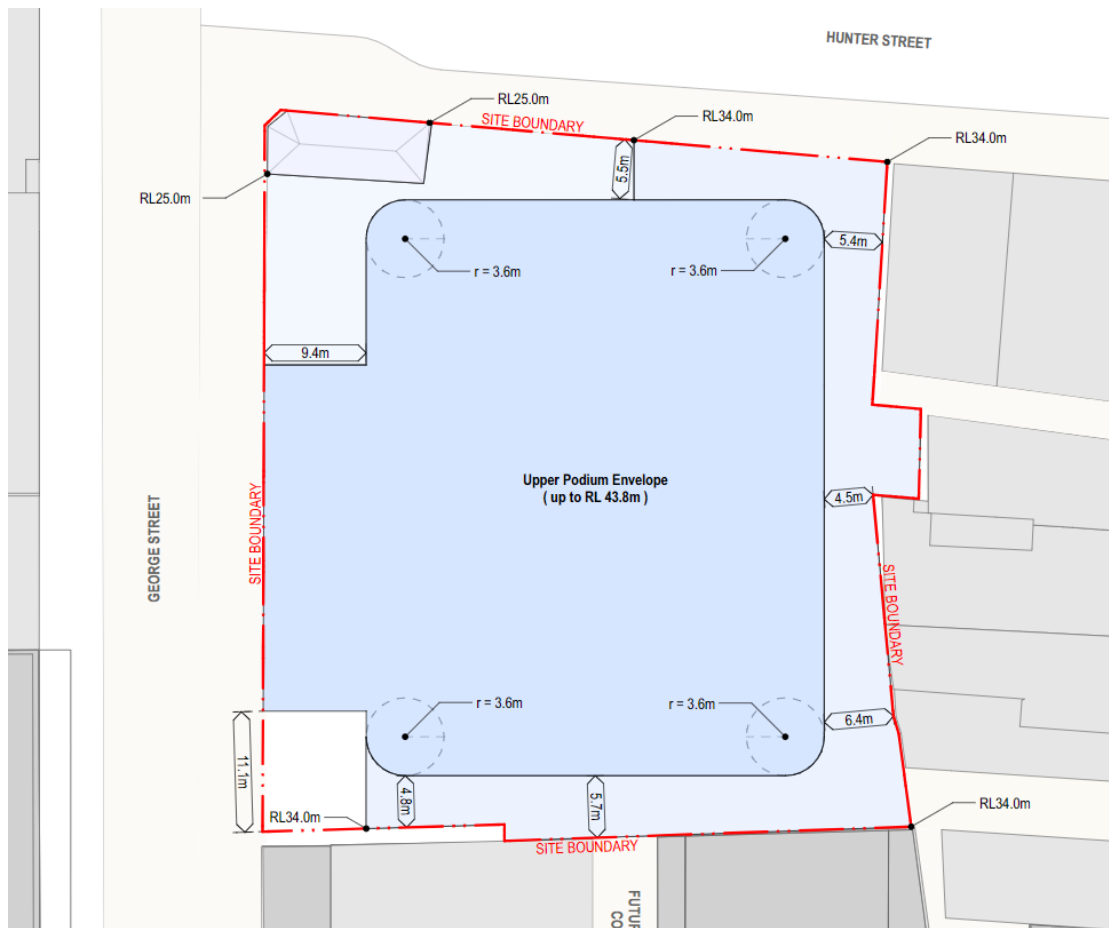 HUNTER STREET
RL25.0m
SITE BOUNDARY
RL34.0m
RL34.0m
5.5m
RL25.0m
5.4m
r = 3.6m
r = 3.6m
9.4m
Upper Podium Envelope
( up to RL 43.8m )
4.5m
SITE BOUNDARY
GEORGE STREET
SITE BOUNDARY
r = 3.6m
r = 3.6m
6.4m
11.1m
4.8m
5.7m
RL34.0m
RL34.0m
SITE BOUNDARY
FUTUR
CO